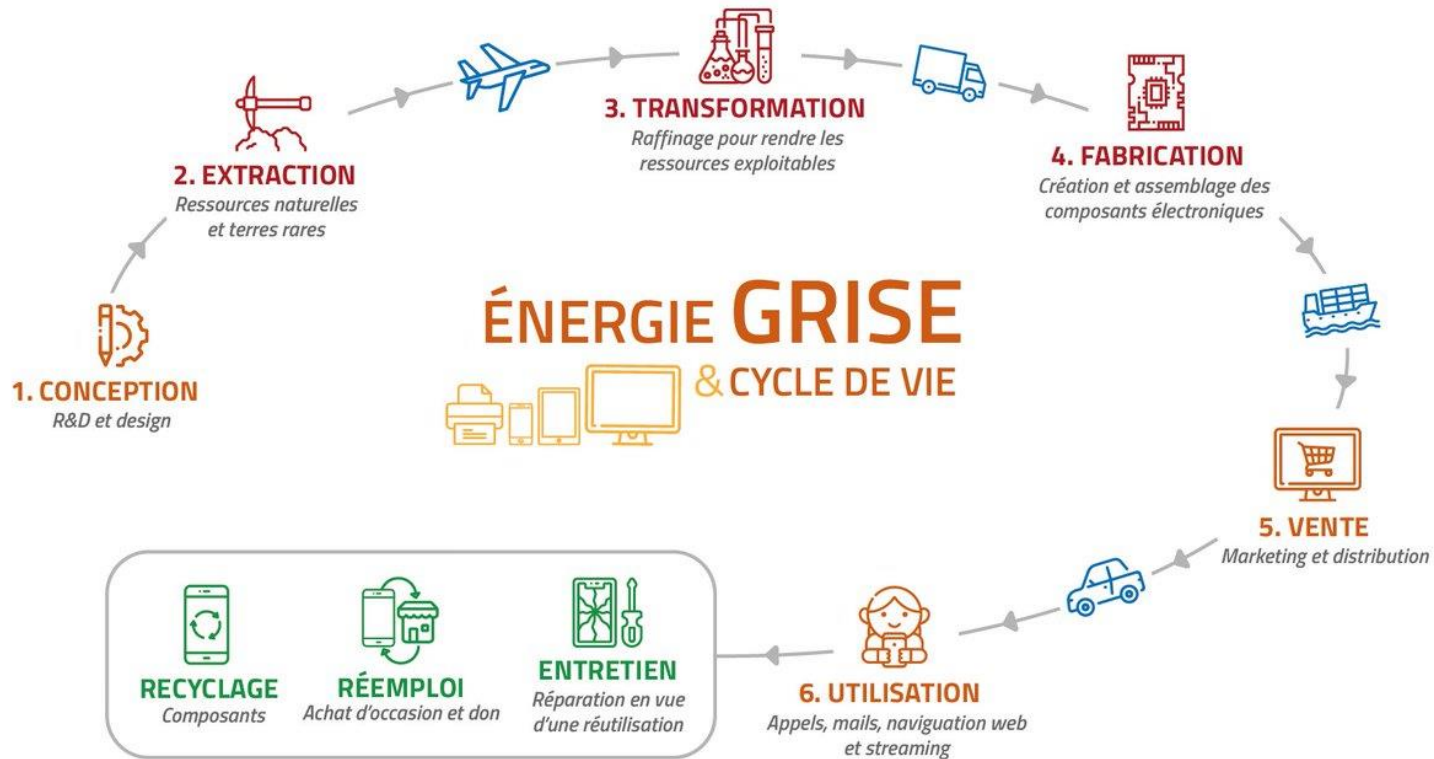 ÉNERGIE GRISE
& CYCLE DE VIE
1. CONCEPTION
R&D et design
2. EXTRACTION
Ressources naturelles
et terres rares
3. TRANSFORMATION
Raffinage pour rendre les
ressources exploitables
4. FABRICATION
Création et assemblage des
composants électroniques
5. VENTE
Marketing et distribution
6. UTILISATION
Appels, mails, naviguation web
et streaming
ENTRETIEN
Réparation en vue
d'une réutilisation
RÉEMPLOI
Achat d'occasion et don
RECYCLAGE
Composants